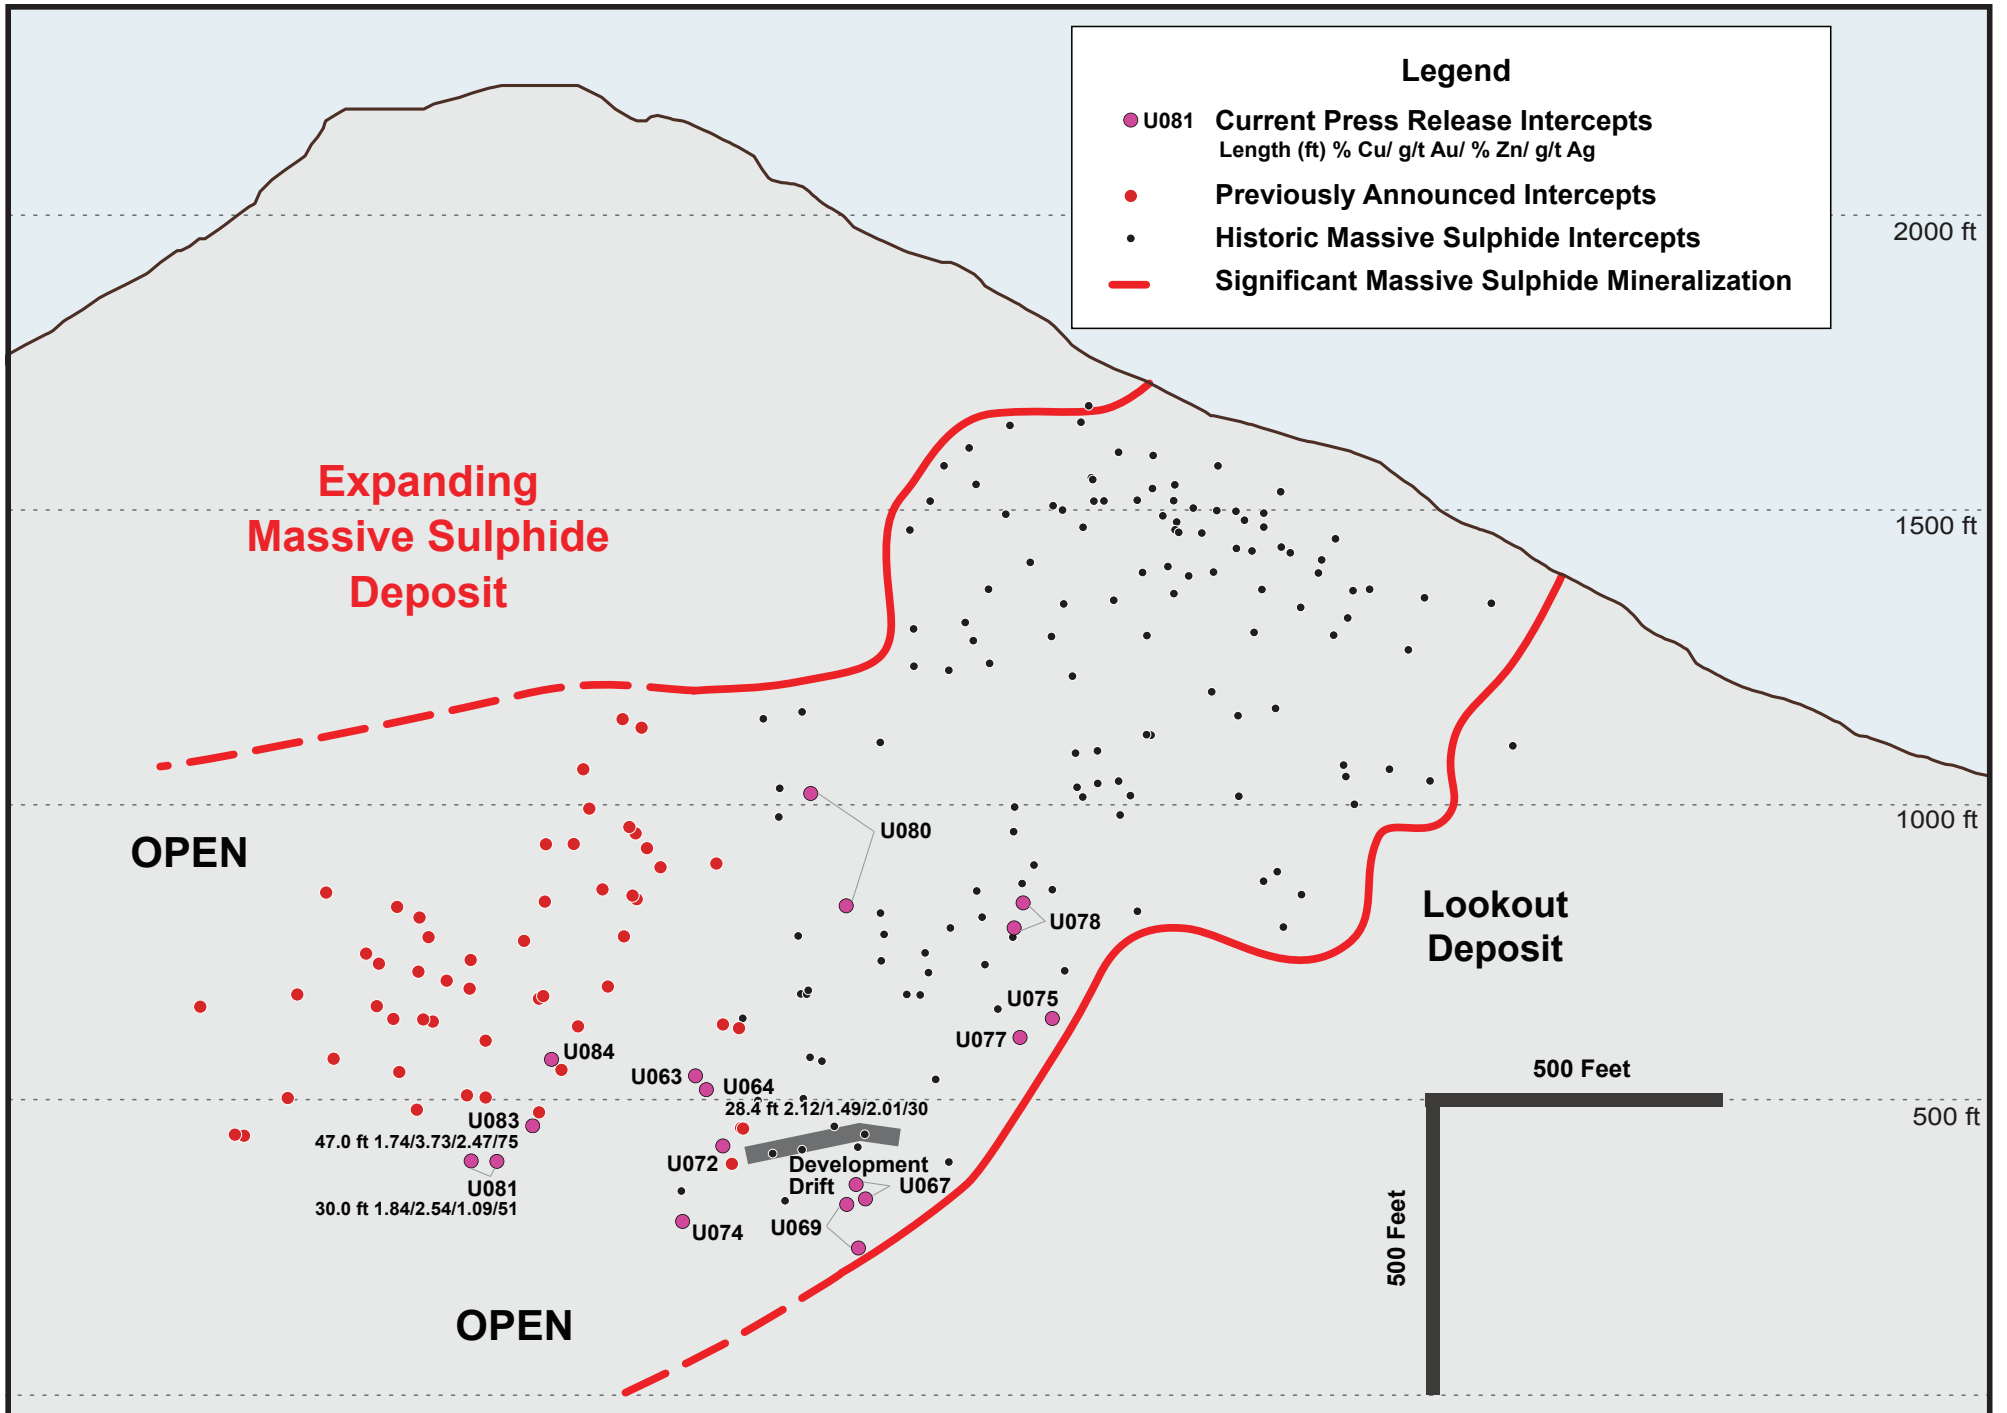 Legend
U081 Current Press Release Intercepts
Length (ft) % Cu/ g/t Au/ % Zn/ g/t Ag
Previously Announced Intercepts
Historic Massive Sulphide Intercepts
Significant Massive Sulphide Mineralization
2000 ft
Expanding
Massive Sulphide
Deposit
1500 ft
1000 ft
OPEN
U080
Lookout
Deposit
U078
U075
U077
U084
U063
U064
28.4 ft 2.12/1.49/2.01/30
500 Feet
500 ft
U083
47.0 ft 1.74/3.73/2.47/75
U072
Development
Drift
U067
U081
30.0 ft 1.84/2.54/1.09/51
U074
U069
500 Feet
OPEN